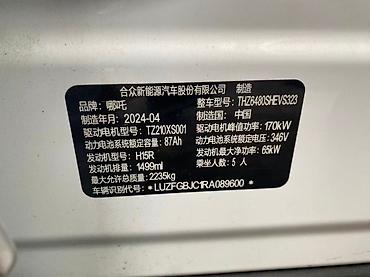 合众新能源汽车股份有限公司 制造
品牌：哪吒 整车型号：THZ6480SHEVS323
制造年月：2024-04 制造国：中国
驱动电机型号：TZ210XS001 驱动电机峰值功率：170kW
动力电池系统额定容量：87Ah 动力电池系统额定电压：346V
发动机型号：H15R 发动机最大净功率：65kW
发动机排量：1499ml 乘坐人数：5 人
最大允许总质量：2235kg
车辆识别代号：*LUZFGBJC1RA089600*